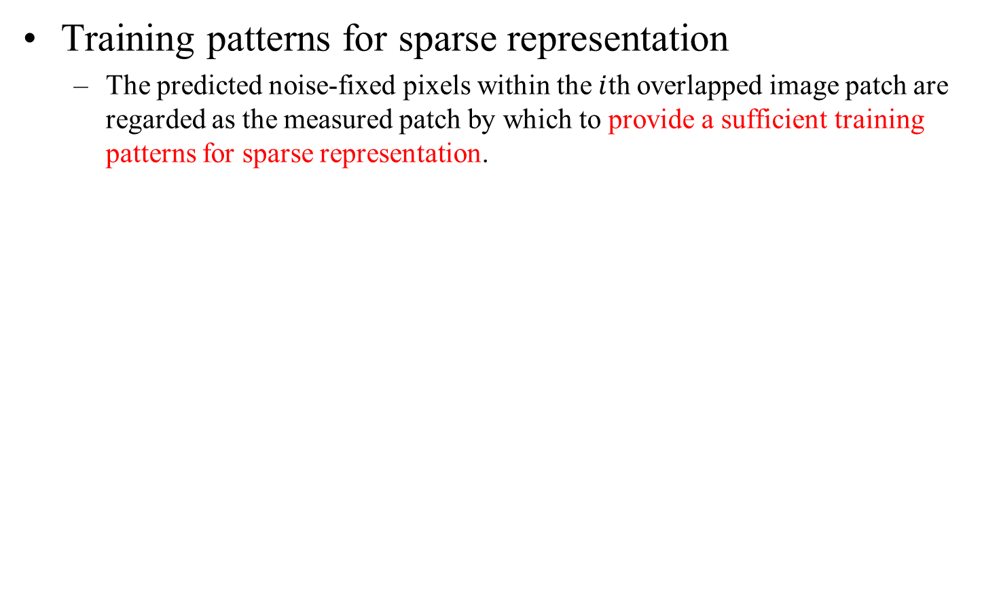 • Training patterns for sparse representation
– The predicted noise-fixed pixels within the ith overlapped image patch are
regarded as the measured patch by which to provide a sufficient training
patterns for sparse representation.